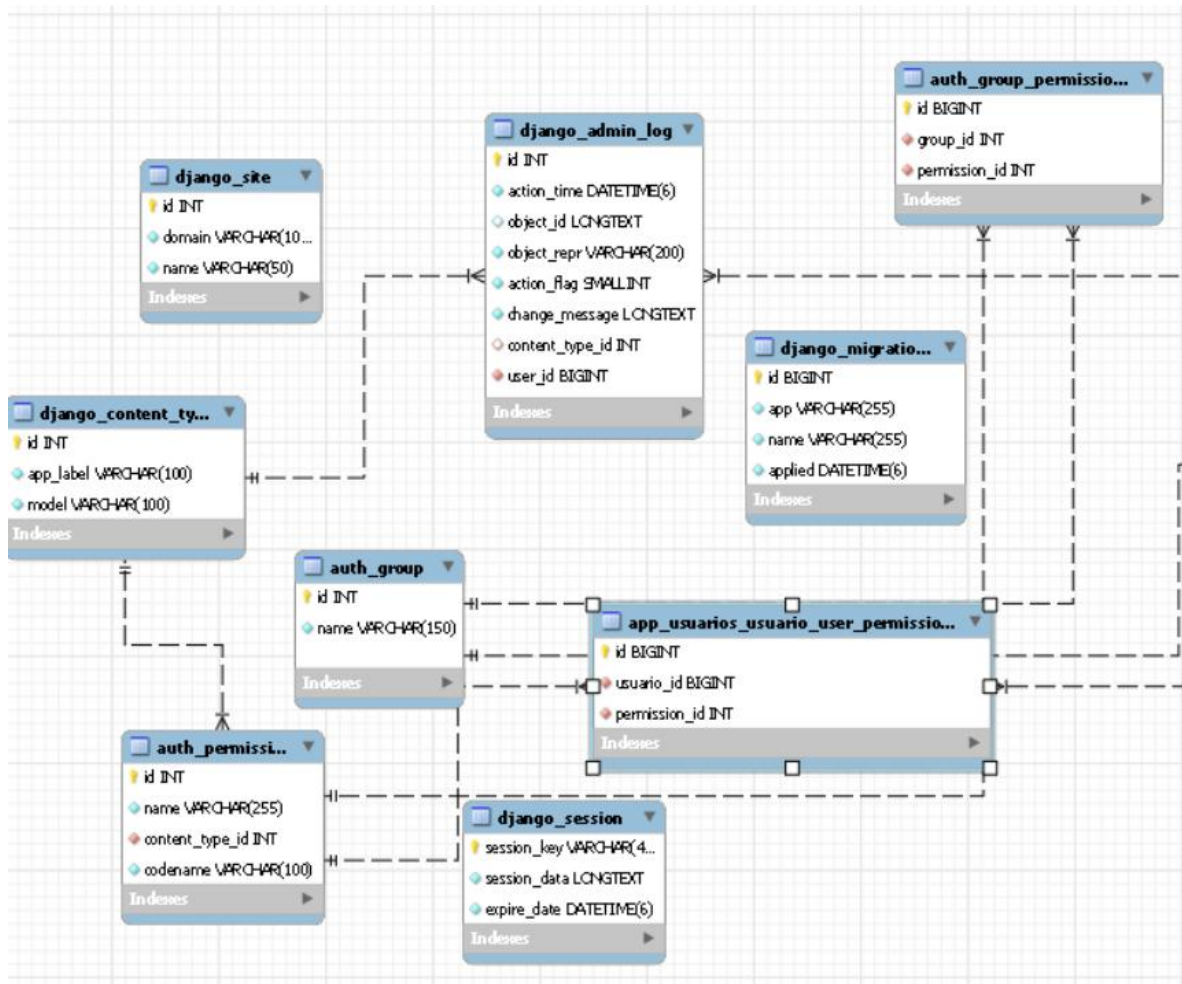 auth_group_permissio...
id BIGINT
group_id INT
permission_id INT
Indexes
django_admin_log
id INT
action_time DATETIME(6)
object_id LONGTEXT
object_repr VARCHAR(200)
action_flag SMALLINT
change_message LONGTEXT
content_type_id INT
user_id BIGINT
Indexes
django_site
id INT
domain VARCHAR(10...
name VARCHAR(50)
Indexes
django_migratio...
id BIGINT
app VARCHAR(255)
name VARCHAR(255)
applied DATETIME(6)
Indexes
django_content_ty...
id INT
app_label VARCHAR(100)
model VARCHAR(100)
Indexes
auth_group
id INT
name VARCHAR(150)
Indexes
app_usuarios_usuario_user_permissio...
id BIGINT
usuario_id BIGINT
permission_id INT
Indexes
auth_permissi...
id INT
name VARCHAR(255)
content_type_id INT
codename VARCHAR(100)
Indexes
django_session
session_key VARCHAR(4...
session_data LONGTEXT
expire_date DATETIME(6)
Indexes